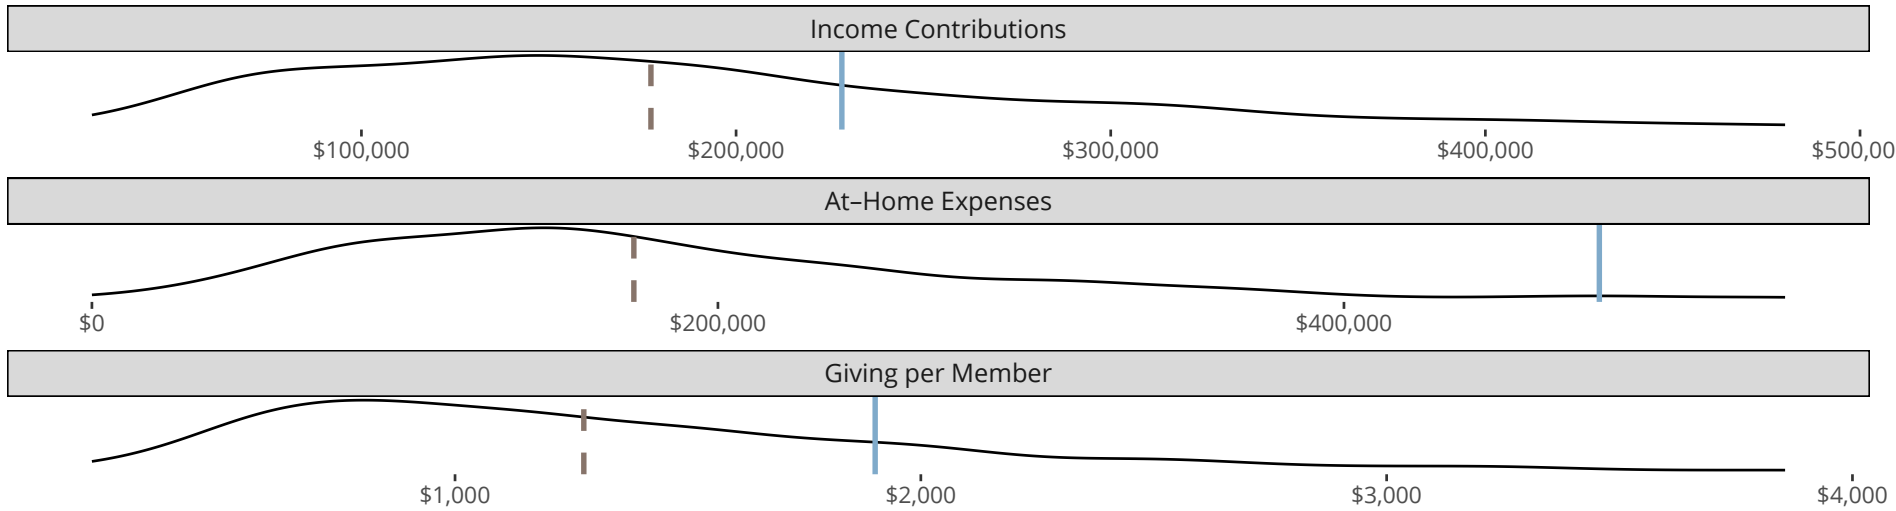 Income Contributions
$100,000 $200,000 $300,000 $400,000 $500,00
At–Home Expenses
$0 $200,000 $400,000
Giving per Member
$1,000 $2,000 $3,000 $4,000